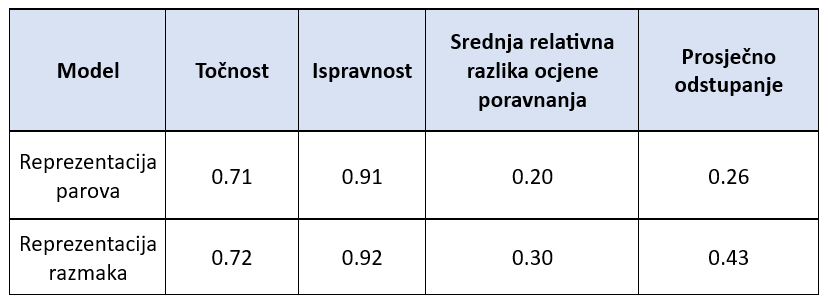 Model Točnost Ispravnost Srednja relativna razlika ocjene poravnanja Prosječno odstupanje
Reprezentacija parova 0.71 0.91 0.20 0.26
Reprezentacija razmaka 0.72 0.92 0.30 0.43